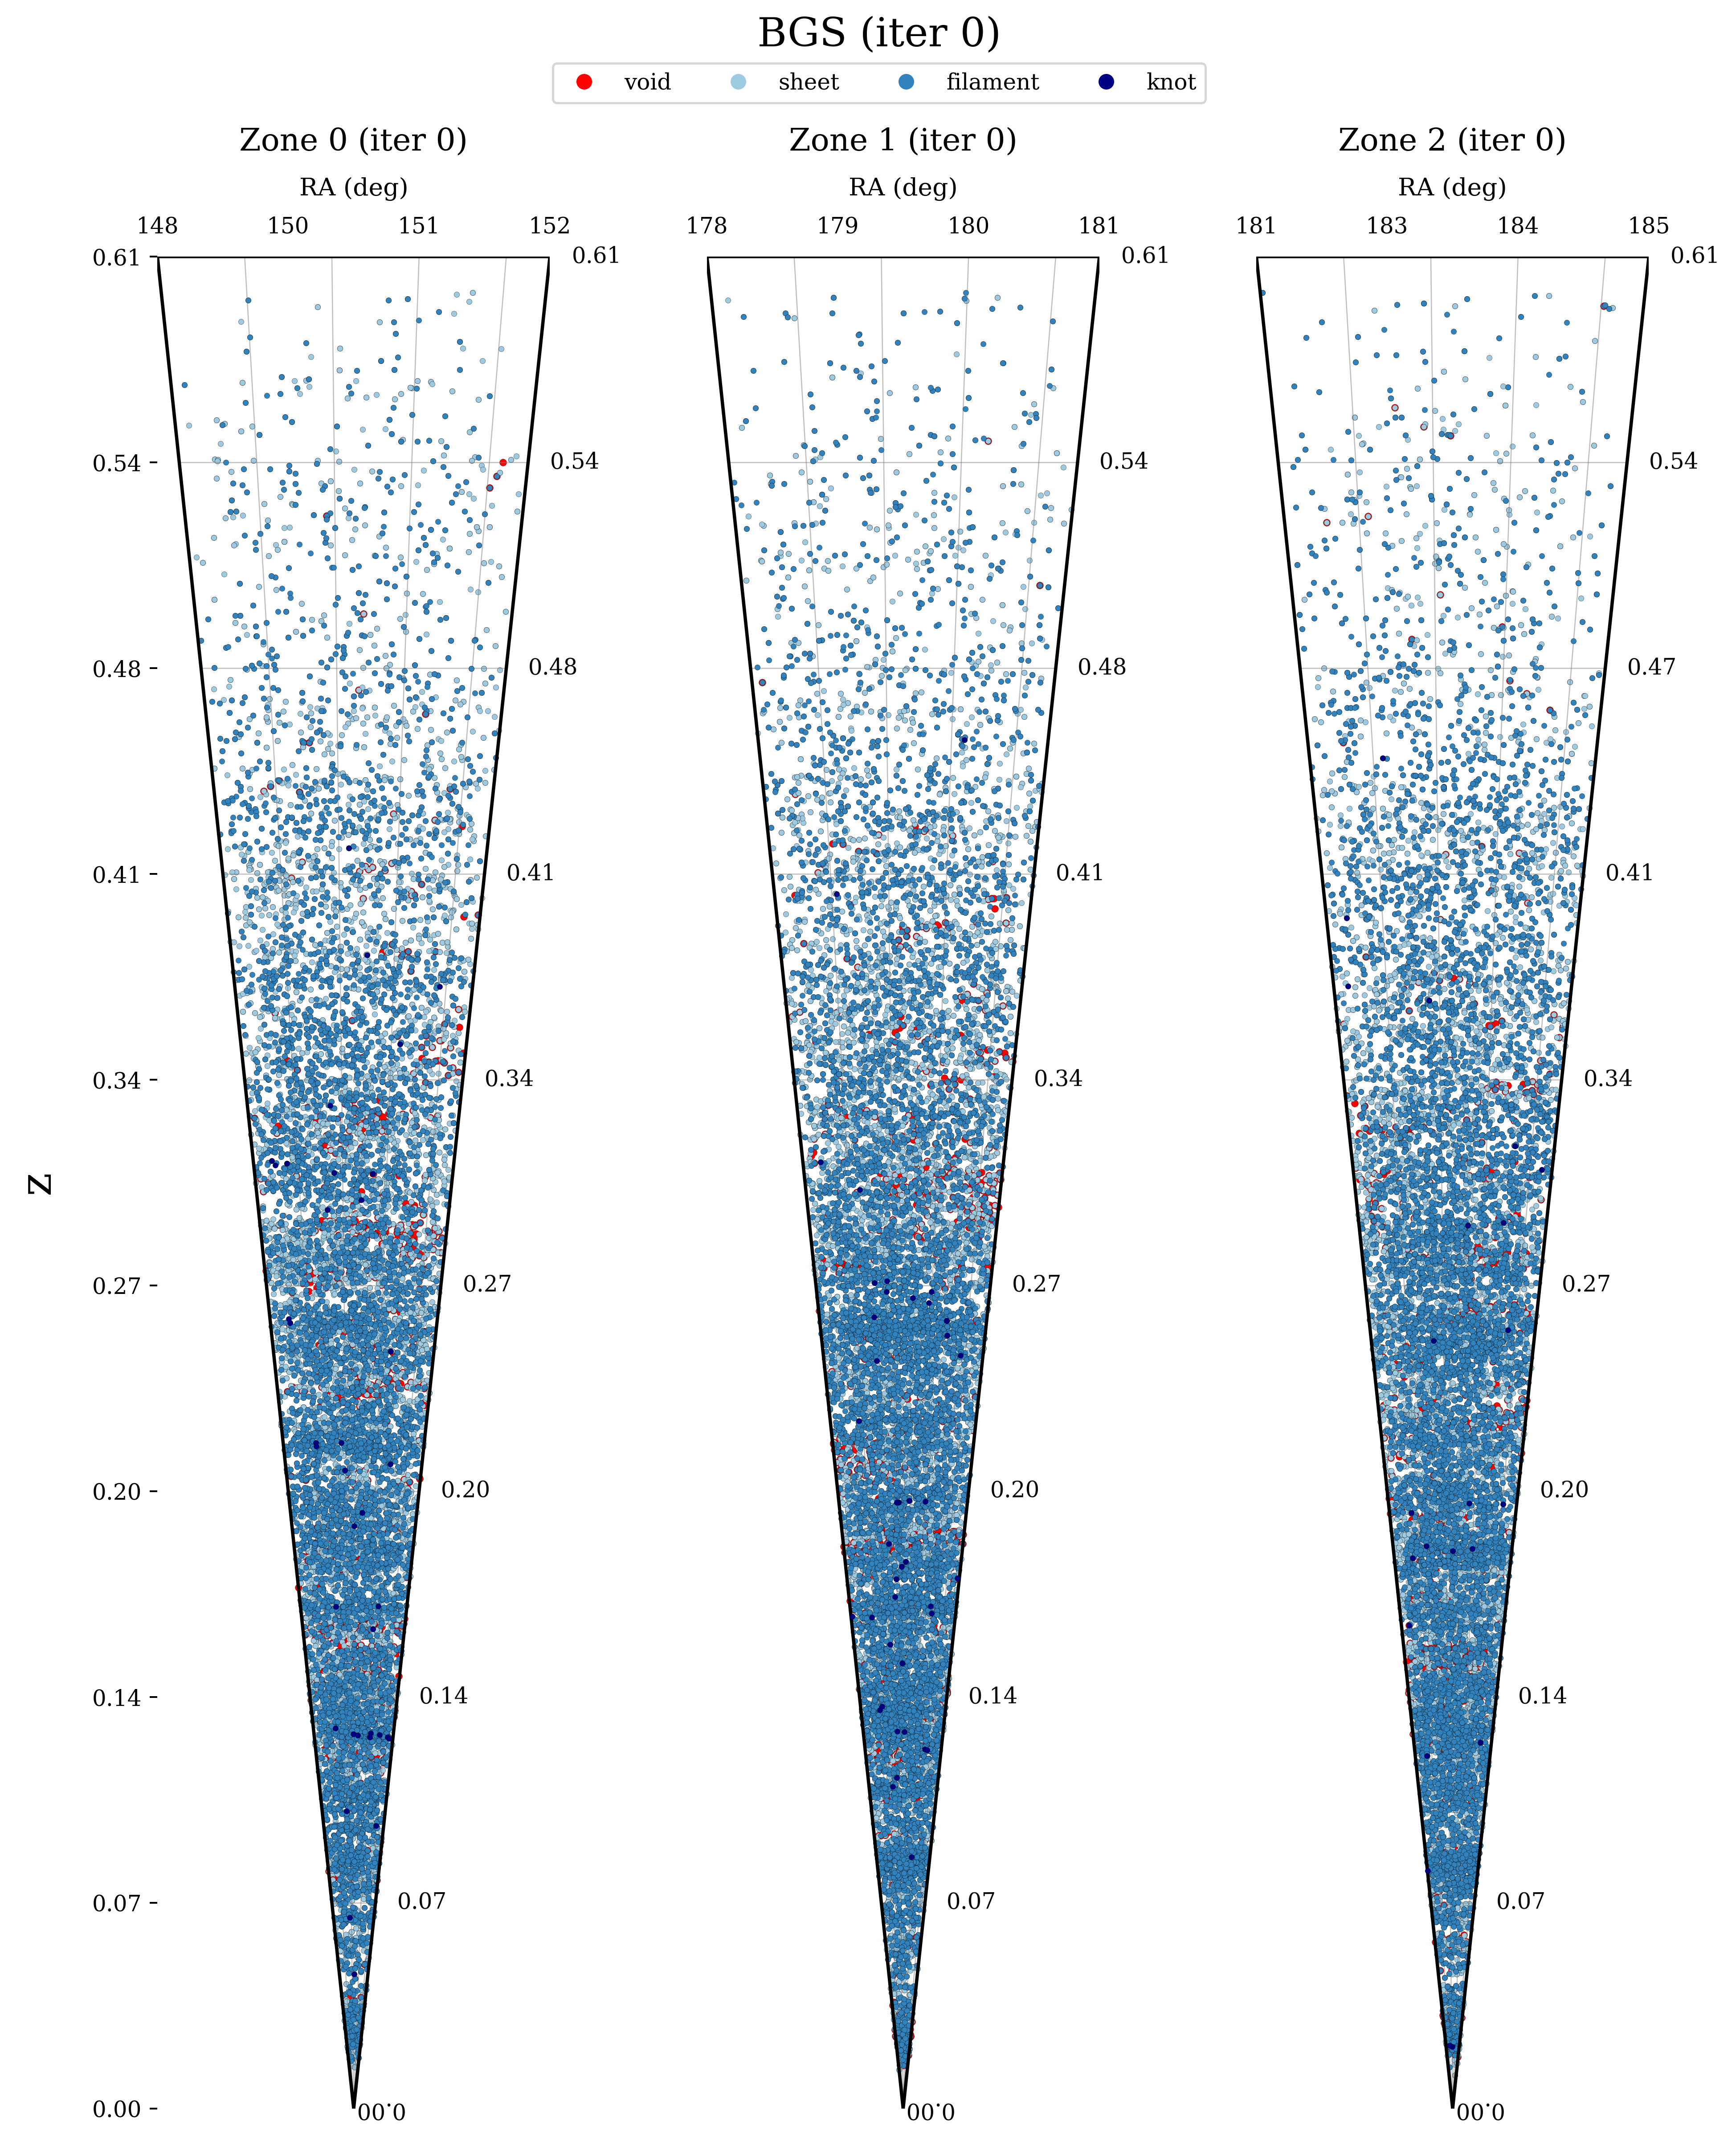 BGS (iter 0)
void sheet filament knot
Zone 0 (iter 0) Zone 1 (iter 0) Zone 2 (iter 0)
RA (deg) RA (deg) RA (deg)
148 150 151 152 178 179 180 181 181 183 184 185
0.61 0.61 0.61 0.61
0.54 0.54 0.54 0.54
0.48 0.48 0.48 0.47
0.41 0.41 0.41 0.41
0.34 0.34 0.34 0.34
Z
0.27 0.27 0.27 0.27
0.20 0.20 0.20 0.20
0.14 0.14 0.14 0.14
0.07 0.07 0.07 0.07
0.00 0.00 0.00 0.00